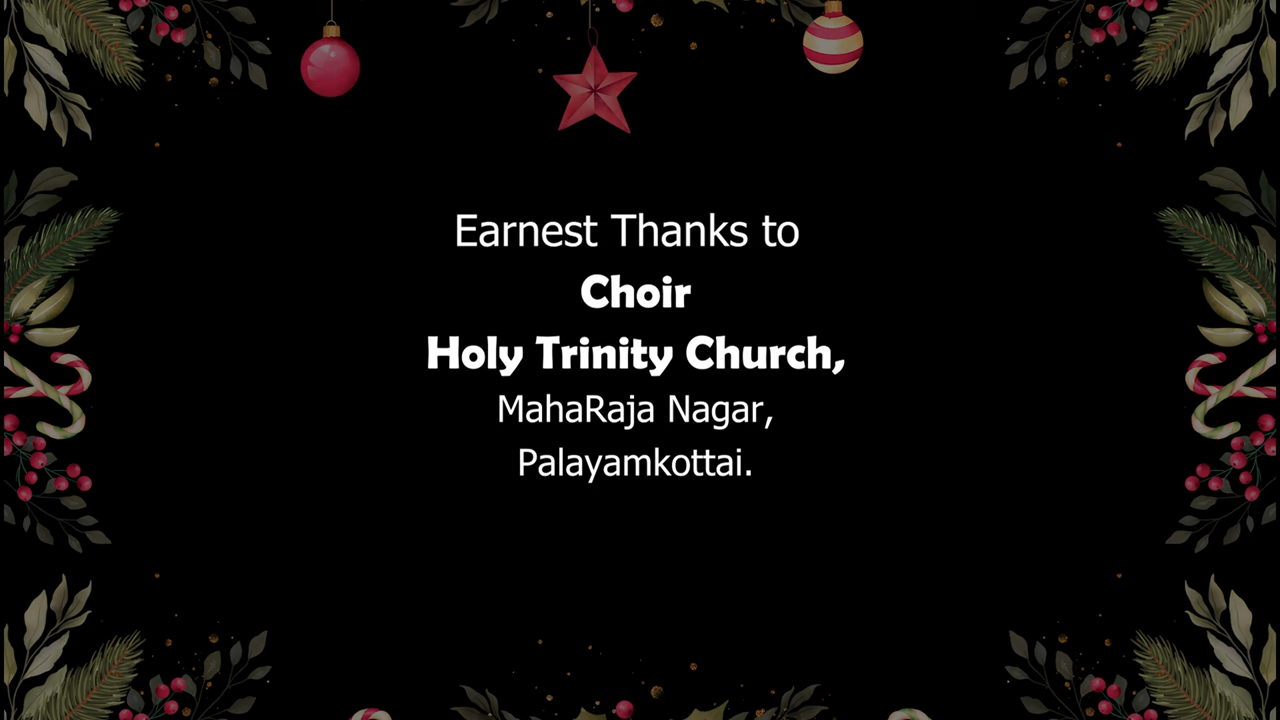 Earnest Thanks to
Choir
Holy Trinity Church,
MahaRaja Nagar,
Palayamkottai.